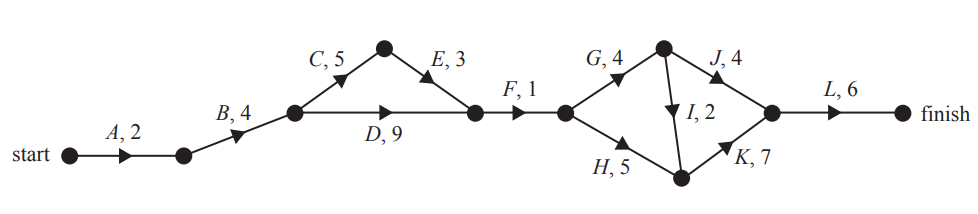 C, 5
E, 3
G, 4
J, 4
B, 4
F, 1
L, 6
A, 2
D, 9
I, 2
finish
start
H, 5
K, 7